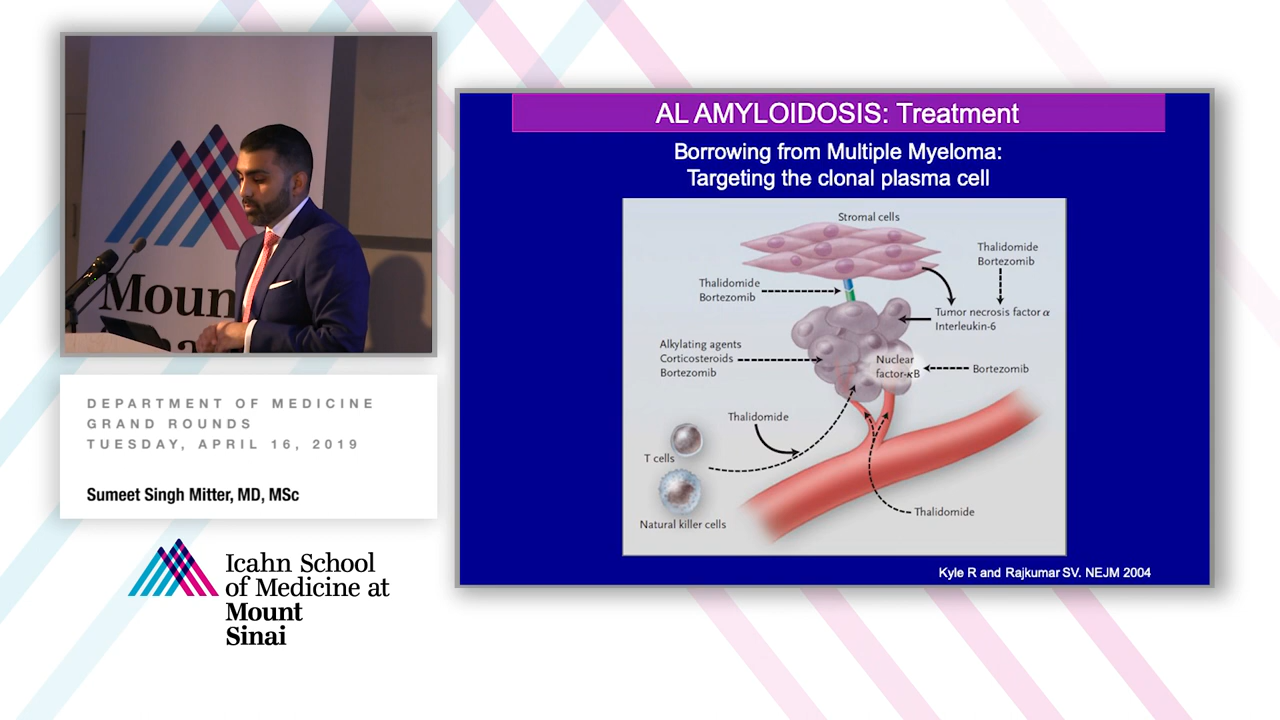 Moun
DEPARTMENT OF MEDICINE
GRAND ROUNDS
TUESDAY, APRIL 16, 2019
Sumeet Singh Mitter, MD, MSc
Icahn School
of Medicine at
Mount
Sinai
AL AMYLOIDOSIS: Treatment
Borrowing from Multiple Myeloma:
Targeting the clonal plasma cell
Stromal cells
Thalidomide
Bortezomib
Thalidomide
Bortezomib
Tumor necrosis factor α
Interleukin-6
Alkylating agents
Corticosteroids
Bortezomib
Nuclear
factor-κB
Bortezomib
Thalidomide
T cells
Natural killer cells
Thalidomide
Kyle R and Rajkumar SV. NEJM 2004